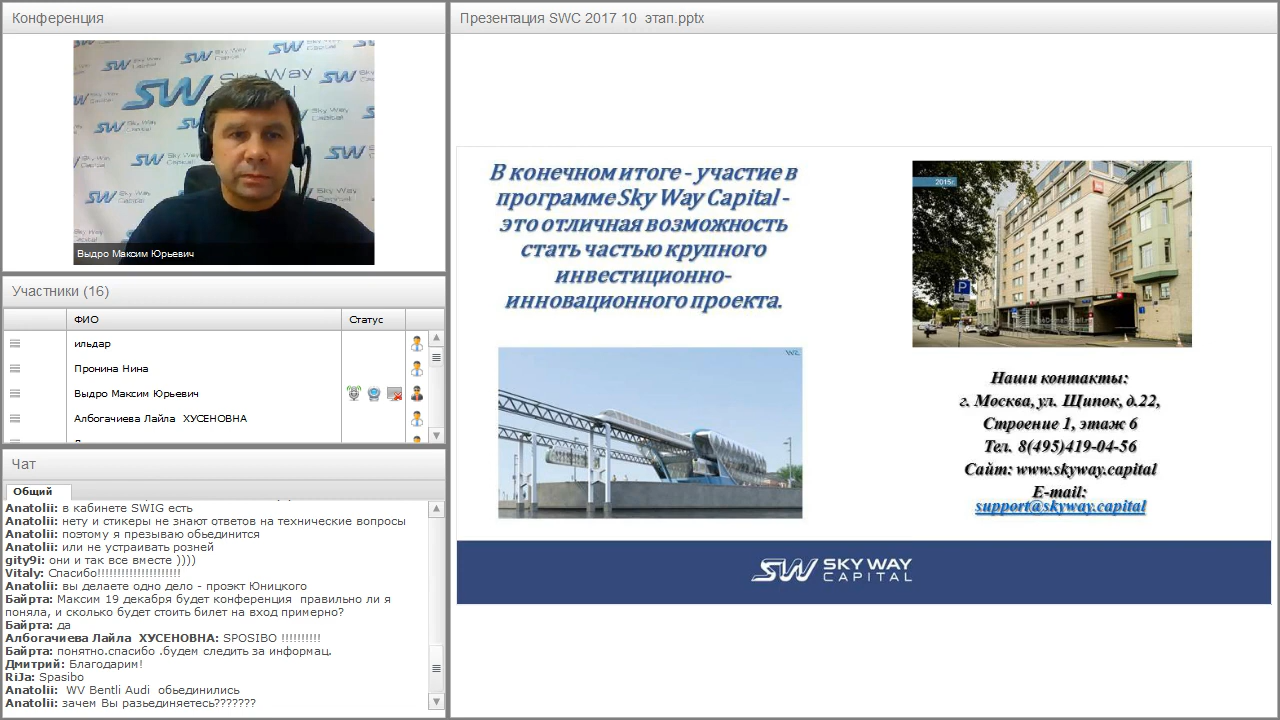 Конференция
Sky Way
Capital
SW
Выдро Максим Юрьевич
Участники (16)
ФИО
Статус
ильдар
Пронина Нина
Выдро Максим Юрьевич
Албогачиева Лайла ХУСЕНОВНА
Чат
Общий
Anatolii: в кабинете SWIG есть
Anatolii: нету и стикеры не знают ответов на технические вопросы
Anatolii: поэтому я презываю обьединится
Anatolii: или не устраивать розней
gity9i: они и так все вместе ))))
Vitaly: Спасибо!!!!!!!!!!!!!!!!!!!!!
Anatolii: вы делаете одно дело - проэкт Юницкого
Байрта: Максим 19 декабря будет конференция правильно ли я
поняла, и сколько будет стоить билет на вход примерно?
Байрта: да
Албогачиева Лайла ХУСЕНОВНА: SPOSIBO !!!!!!!!!!
Байрта: понятно.спасибо .будем следить за информац.
Дмитрий: Благодарим!
RiJa: Spasibo
Anatolii: WV Bentli Audi обьединились
Anatolii: зачем Вы разьединяетесь???????
Презентация SWC 2017 10 этап.pptx
В конечном итоге - участие в
программе Sky Way Capital -
это отличная возможность
стать частью крупного
инвестиционно-
инновационного проекта.
2015г
P
Наши контакты:
г. Москва, ул. Щипок, д.22,
Строение 1, этаж 6
Тел. 8(495)419-04-56
Сайт: www.skyway.capital
E-mail:
support@skyway.capital
SW SKY WAY
CAPITAL